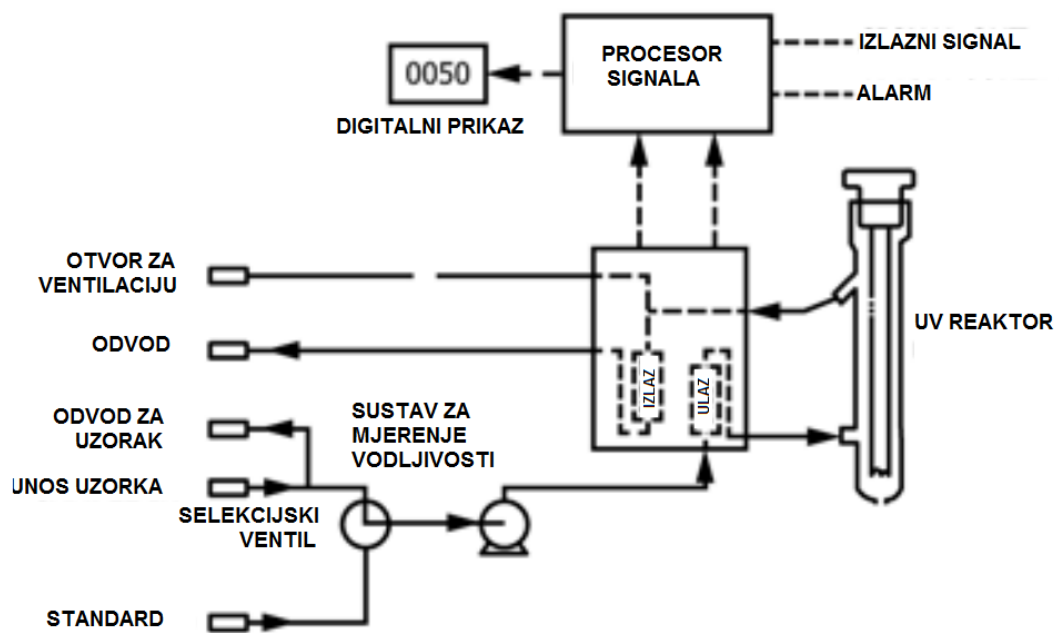 PROCESOR
SIGNALA
IZLAZNI SIGNAL
ALARM
0050
DIGITALNI PRIKAZ
OTVOR ZA
VENTILACIJU
ODVOD
ODVOD ZA
UZORAK
UNOS UZORKA
STANDARD
SELEKCIJSKI
VENTIL
SUSTAV ZA
MJERENJE
VODLJIVOSTI
IZLAZ
ULAZ
UV REAKTOR